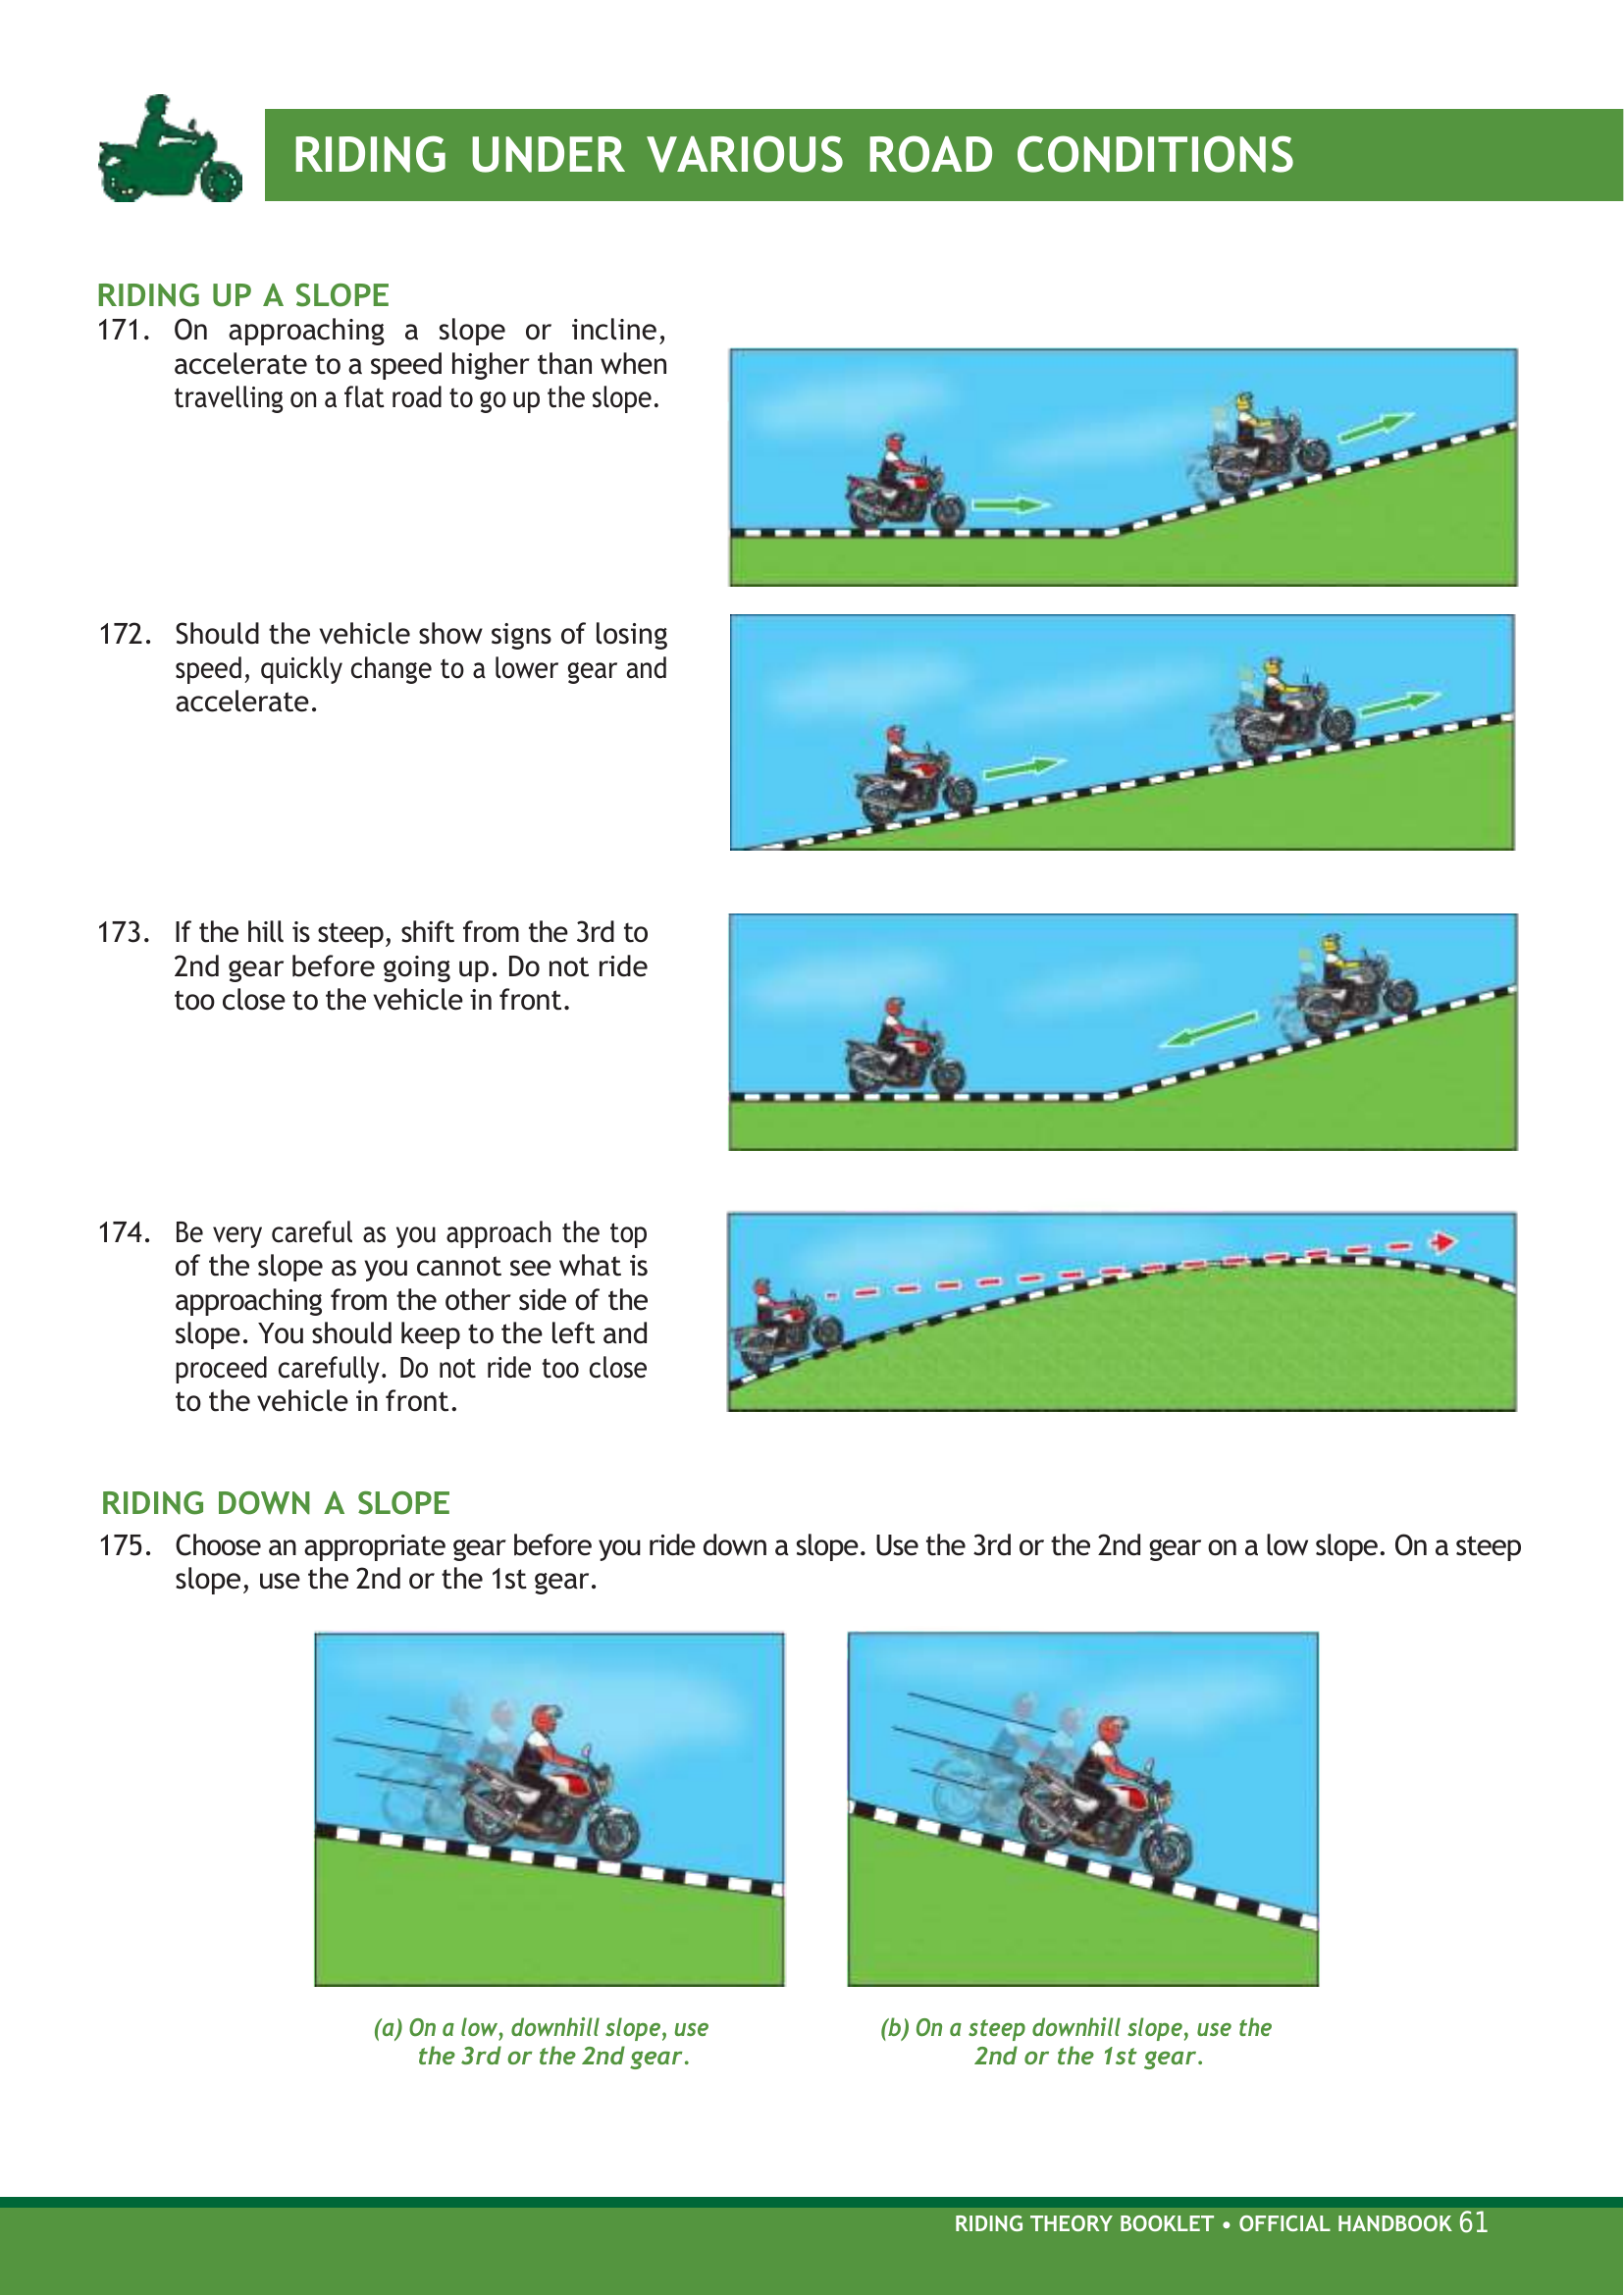 RIDING UNDER VARIOUS ROAD CONDITIONS
RIDING UP A SLOPE
171. On approaching a slope or incline,
accelerate to a speed higher than when
travelling on a flat road to go up the slope.
172. Should the vehicle show signs of losing
speed, quickly change to a lower gear and
accelerate.
173. If the hill is steep, shift from the 3rd to
2nd gear before going up. Do not ride
too close to the vehicle in front.
174. Be very careful as you approach the top
of the slope as you cannot see what is
approaching from the other side of the
slope. You should keep to the left and
proceed carefully. Do not ride too close
to the vehicle in front.
RIDING DOWN A SLOPE
175. Choose an appropriate gear before you ride down a slope. Use the 3rd or the 2nd gear on a low slope. On a steep
slope, use the 2nd or the 1st gear.
(a) On a low, downhill slope, use
the 3rd or the 2nd gear.
(b) On a steep downhill slope, use the
2nd or the 1st gear.
RIDING THEORY BOOKLET • OFFICIAL HANDBOOK 61